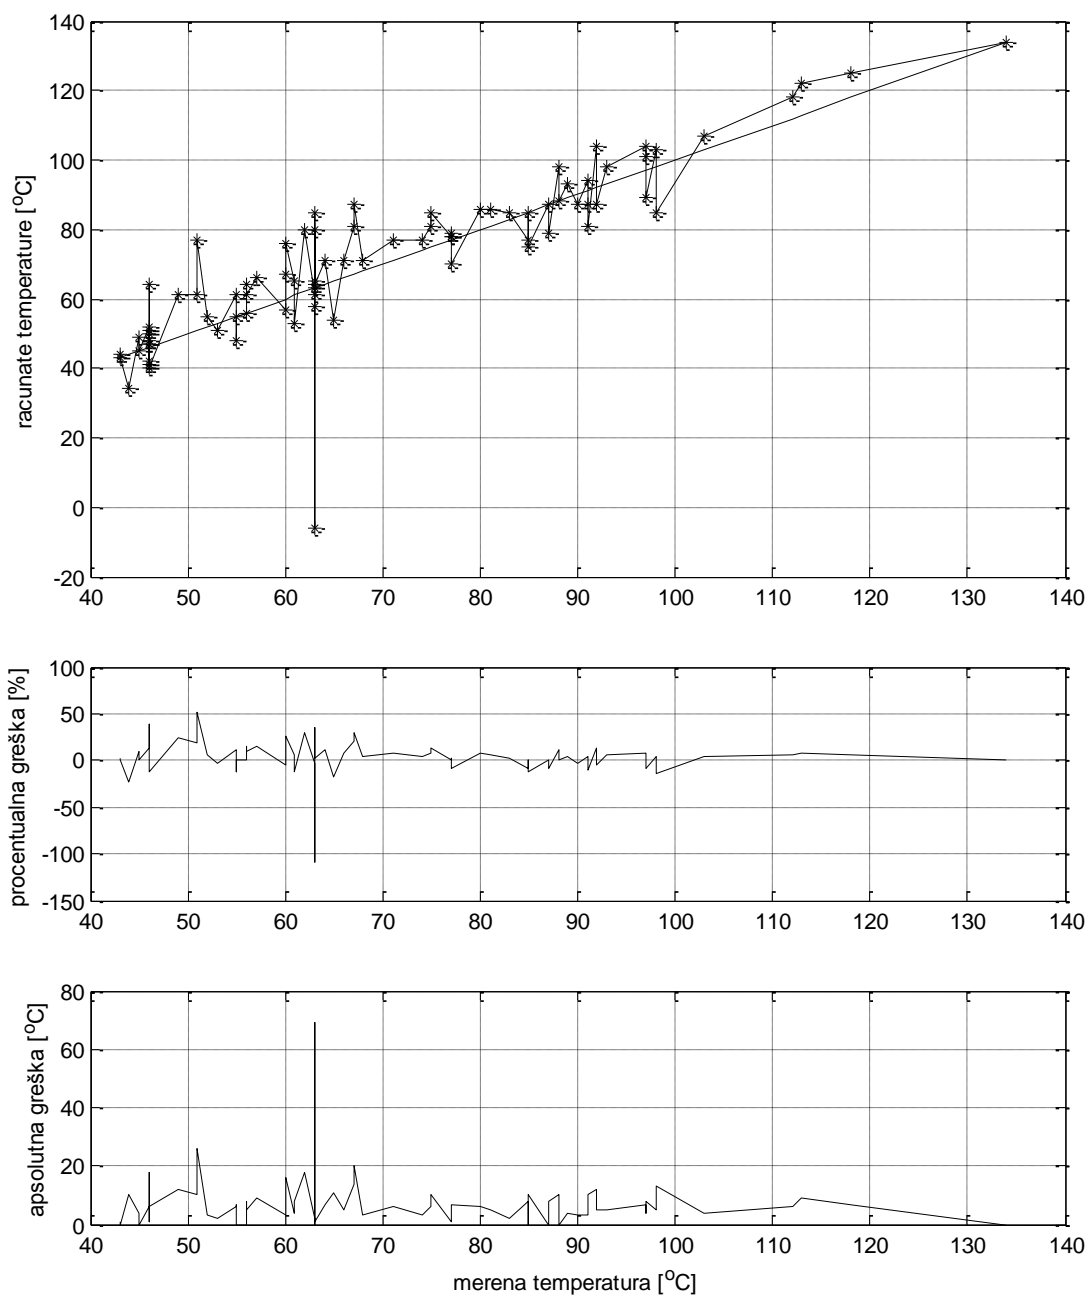 140
120
100
80
60
40
20
0
-20
racunate temperature [°C]
40 50 60 70 80 90 100 110 120 130 140
100
50
0
-50
-100
-150
procentualna greška [%]
40 50 60 70 80 90 100 110 120 130 140
80
60
40
20
0
apsolutna greška [°C]
40 50 60 70 80 90 100 110 120 130 140
merena temperatura [°C]